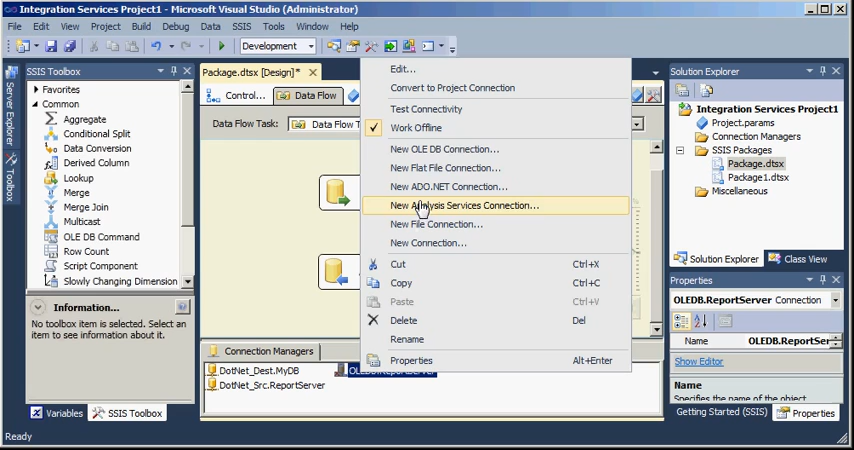 Integration Services Project1 - Microsoft Visual Studio (Administrator)
File Edit View Project Build Debug Data SSIS Tools Window Help
Development
Server Explorer
Toolbox
SSIS Toolbox
Favorites
Common
Aggregate
Conditional Split
Data Conversion
Derived Column
Lookup
Merge
Merge Join
Multicast
OLE DB Command
Row Count
Script Component
Slowly Changing Dimension
Information...
No toolbox item is selected. Select an
item to see information about it.
Variables SSIS Toolbox
Package.dtsx [Design]*
Control... Data Flow
Data Flow Task: Data Flow T
Edit...
Convert to Project Connection
Test Connectivity
Work Offline
New OLE DB Connection...
New Flat File Connection...
New ADO.NET Connection...
New Analysis Services Connection...
New File Connection...
New Connection...
Cut Ctrl+X
Copy Ctrl+C
Paste Ctrl+V
Delete Del
Rename
Properties Alt+Enter
Connection Managers
DotNet_Dest.MyDB OLEDB.ReportServer
DotNet_Src.ReportServer
Solution Explorer
Integration Services Project1
Project.params
Connection Managers
SSIS Packages
Package.dtsx
Package1.dtsx
Miscellaneous
Solution Explorer Class View
Properties
OLEDB.ReportServer Connection
Name OLEDB.ReportSer
Show Editor
Name
Specifies the name of the object.
Getting Started (SSIS) Properties
Ready